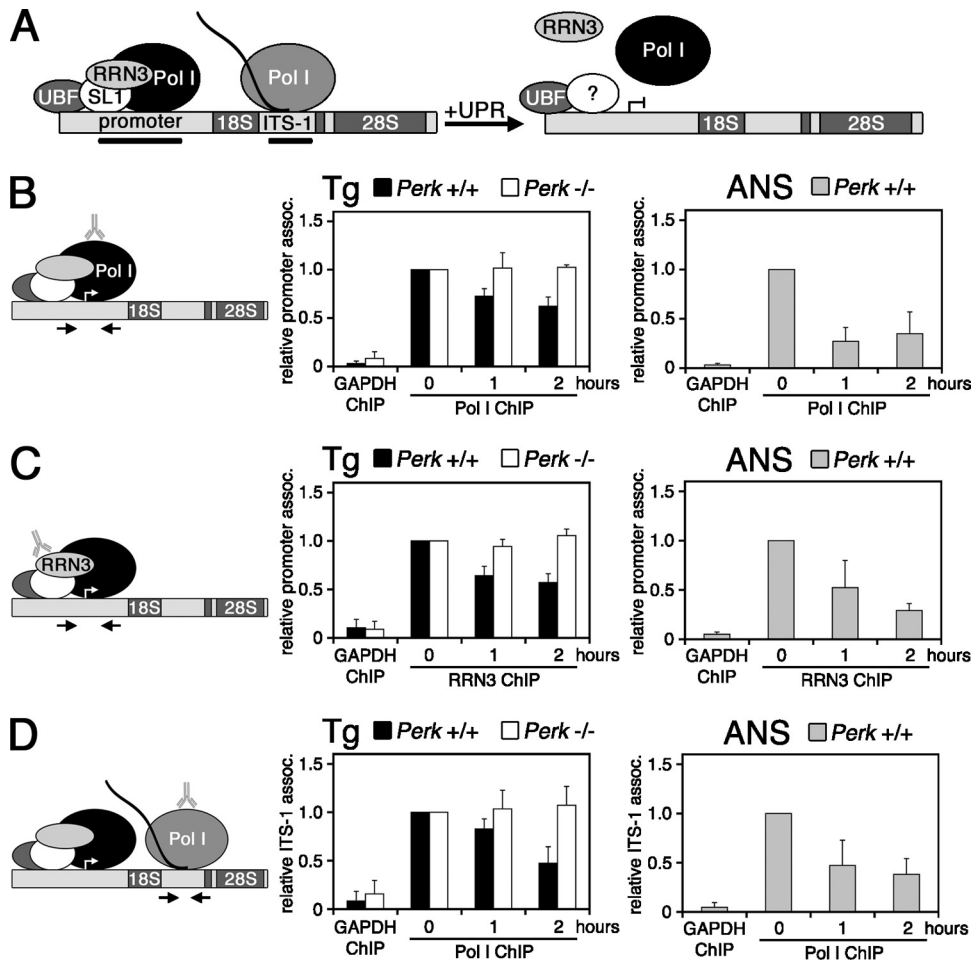 A
RRN3
Pol I
UBF
SL1
promoter
18S
ITS-1
28S
Pol I
+UPR
RRN3
Pol I
UBF
?
18S
28S
B
Pol I
18S
28S
Tg
Perk +/+
Perk -/-
relative promoter assoc.
1.5
1.0
0.5
0
GAPDH
ChIP
0 1 2 hours
Pol I ChIP
ANS
Perk +/+
relative promoter assoc.
1.5
1.0
0.5
0
GAPDH
ChIP
0 1 2 hours
Pol I ChIP
C
RRN3
18S
28S
Tg
Perk +/+
Perk -/-
relative promoter assoc.
1.5
1.0
0.5
0
GAPDH
ChIP
0 1 2 hours
RRN3 ChIP
ANS
Perk +/+
relative promoter assoc.
1.5
1.0
0.5
0
GAPDH
ChIP
0 1 2 hours
RRN3 ChIP
D
Pol I
18S
28S
Tg
Perk +/+
Perk -/-
relative ITS-1 assoc.
1.5
1.0
0.5
0
GAPDH
ChIP
0 1 2 hours
Pol I ChIP
ANS
Perk +/+
relative ITS-1 assoc.
1.5
1.0
0.5
0
GAPDH
ChIP
0 1 2 hours
Pol I ChIP